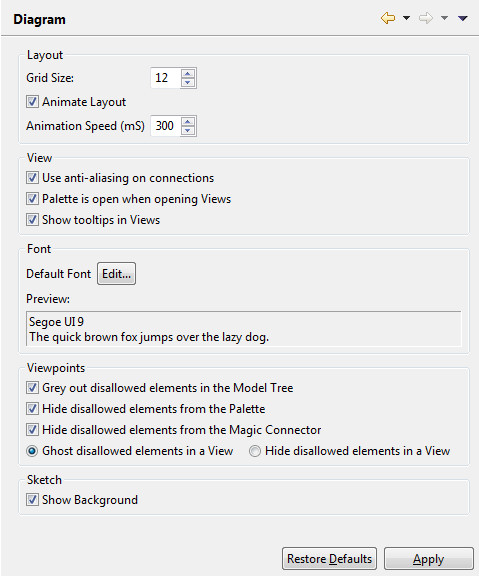 Diagram
Layout
Grid Size: 12
Animate Layout
Animation Speed (mS) 300
View
Use anti-aliasing on connections
Palette is open when opening Views
Show tooltips in Views
Font
Default Font Edit...
Preview:
Segoe UI 9
The quick brown fox jumps over the lazy dog.
Viewpoints
Grey out disallowed elements in the Model Tree
Hide disallowed elements from the Palette
Hide disallowed elements from the Magic Connector
Ghost disallowed elements in a View Hide disallowed elements in a View
Sketch
Show Background
Restore Defaults Apply